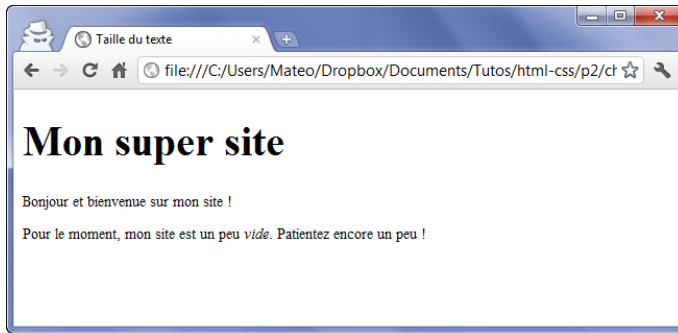 Taille du texte
file:///C:/Users/Mateo/Dropbox/Documents/Tutos/html-css/p2/ch
Mon super site
Bonjour et bienvenue sur mon site !
Pour le moment, mon site est un peu vide. Patientez encore un peu !